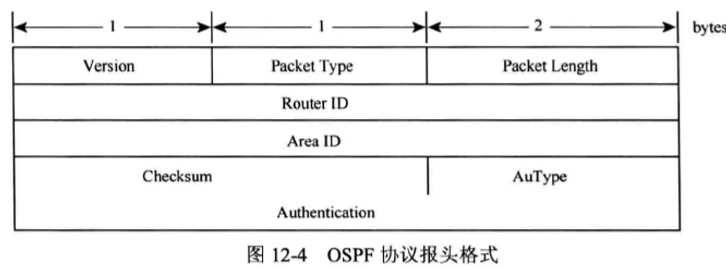 1 1 2 bytes
Version Packet Type Packet Length
Router ID
Area ID
Checksum AuType
Authentication
图 12-4 OSPF 协议报头格式